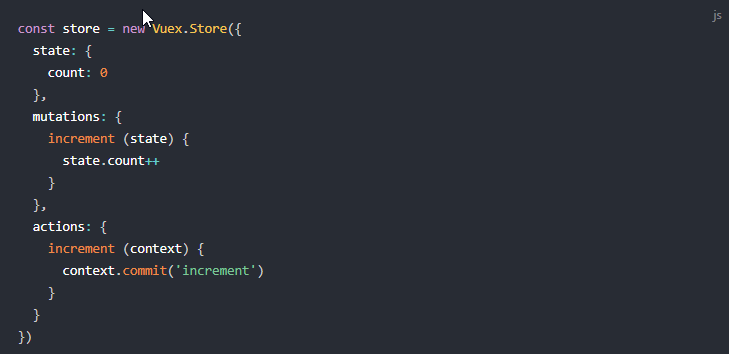 js
const store = new Vuex.Store({
  state: {
    count: 0
  },
  mutations: {
    increment (state) {
      state.count++
    }
  },
  actions: {
    increment (context) {
      context.commit('increment')
    }
  }
})